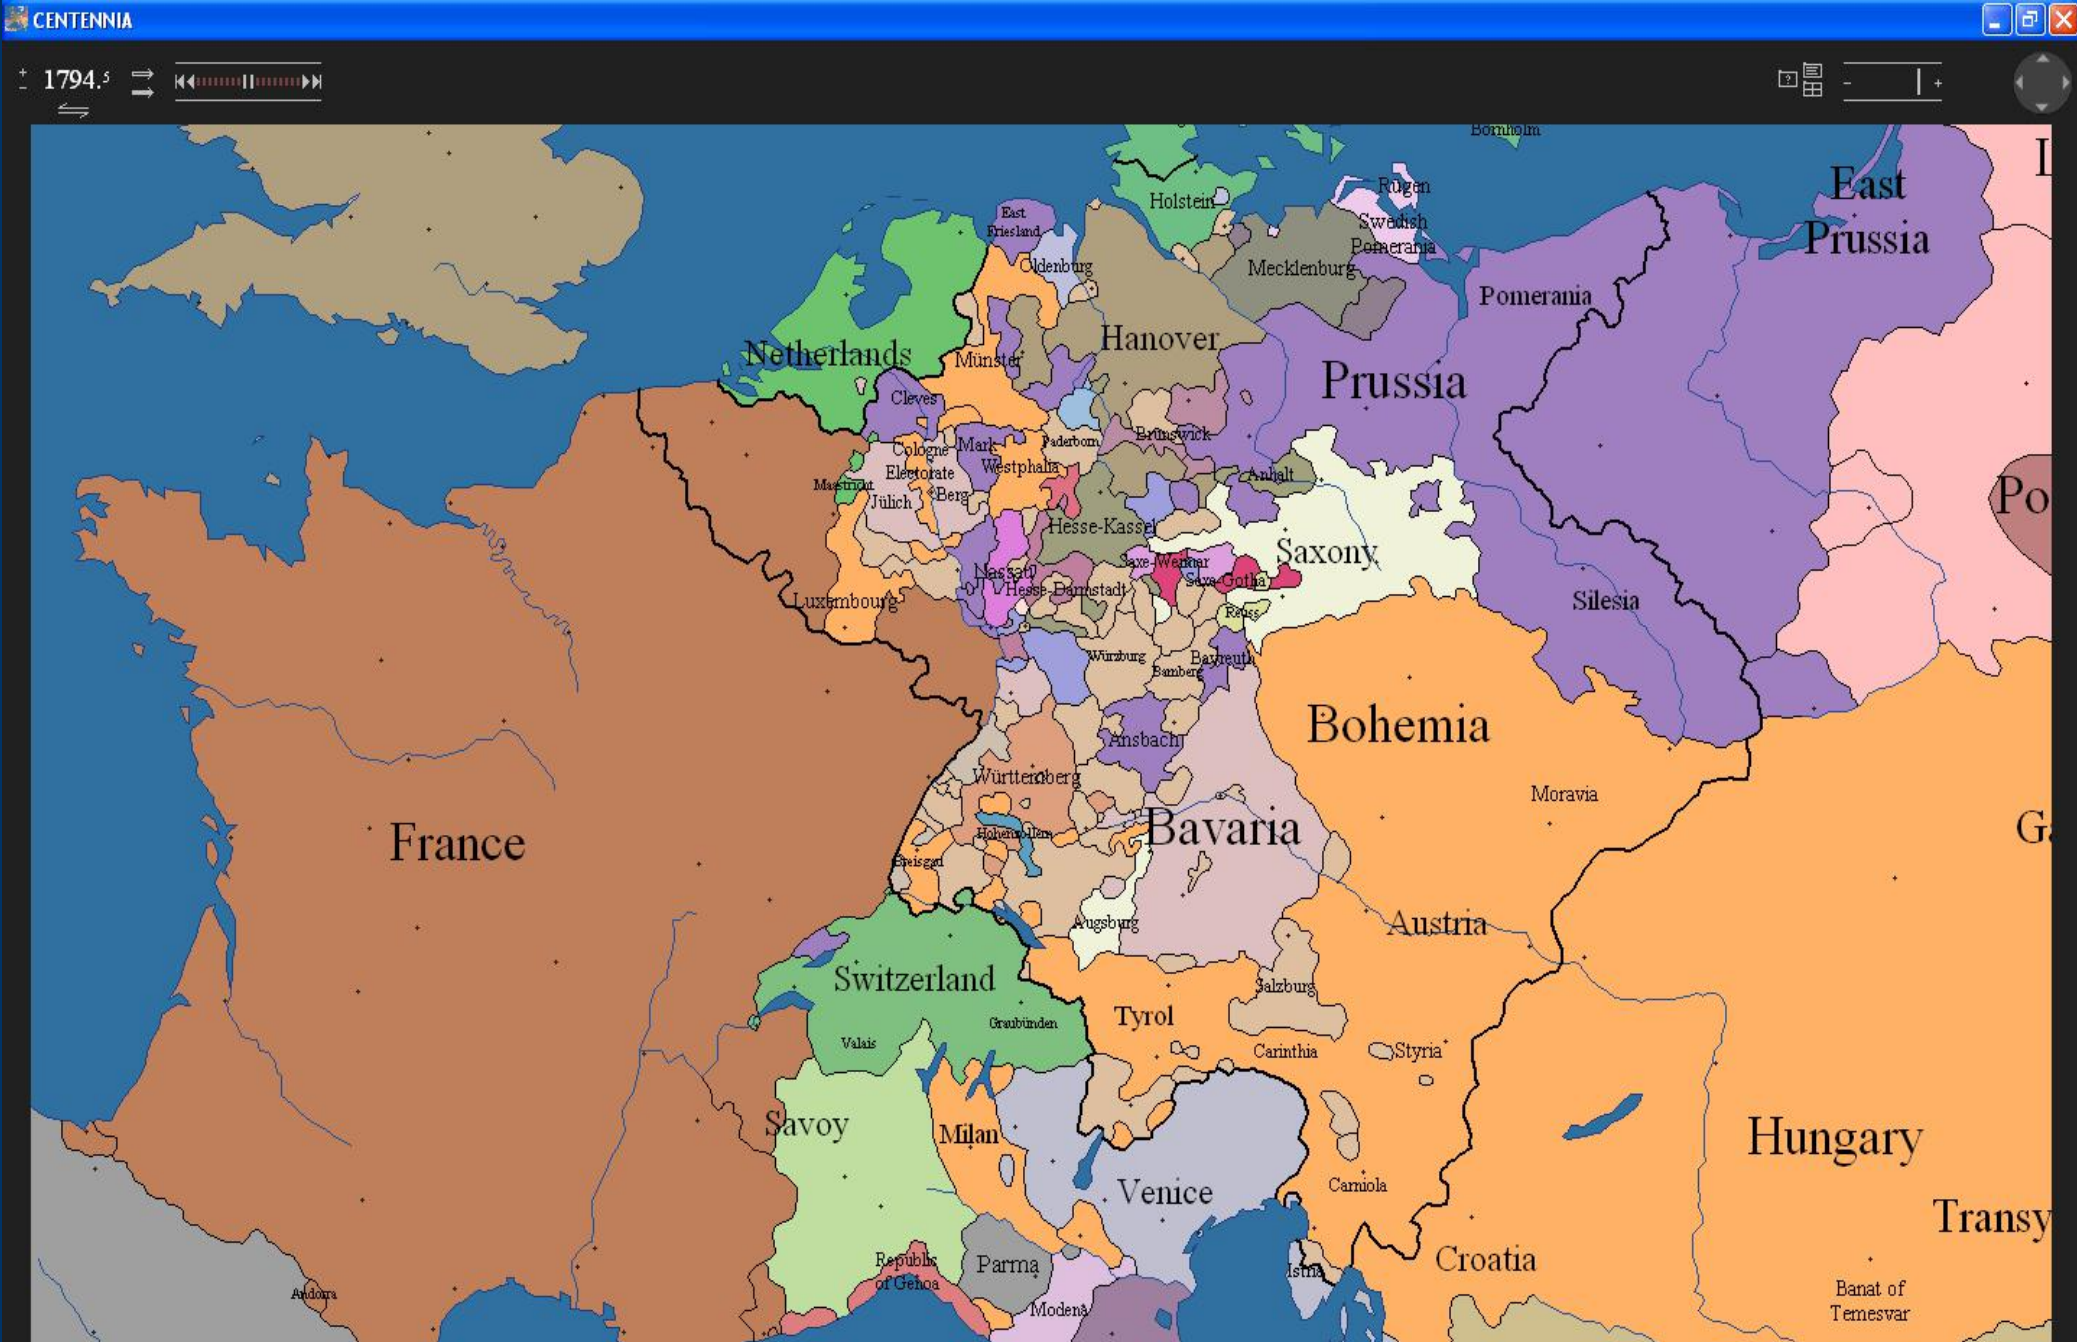 CENTENNIA
1794.5
Bornholm
L
Rügen
East
Prussia
Holstein
East
Friesland
Swedish
Pomerania
Oldenburg
Mecklenburg
Pomerania
Hanover
Netherlands
Münster
Prussia
Cleves
Paderborn
Brunswick
Cologne
Electorate
Mark
Westphalia
Anhalt
Maastricht
Jülich
Berg
Po
Hesse-Kassel
Saxony
Saxe-Weimar
Nassau
Saxe-Gotha
Hesse-Darmstadt
Luxembourg
Silesia
Reuss
Würzburg
Bayreuth
Bamberg
Bohemia
Ansbach
Württemberg
Moravia
France
Hohenzollern
Bavaria
Ga
Breisgau
Augsburg
Austria
Switzerland
Salzburg
Tyrol
Graubünden
Valais
Carinthia
Styria
Savoy
Milan
Hungary
Venice
Carniola
Transy
Republic
of Genoa
Parma
Croatia
Istria
Andorra
Modena
Banat of
Temesvar